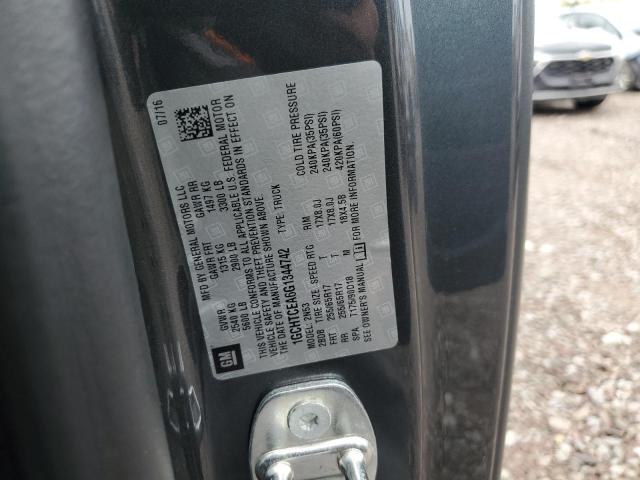 MFD BY GENERAL MOTORS LLC
07/16
GM
GVWR GAWR FRT GAWR RR
2540 KG 1315 KG 1497 KG
5600 LB 2900 LB 3300 LB
THIS VEHICLE CONFORMS TO ALL APPLICABLE U.S. FEDERAL MOTOR
VEHICLE SAFETY AND THEFT PREVENTION STANDARDS IN EFFECT ON
THE DATE OF MANUFACTURE SHOWN ABOVE.
1GCHTCEA6G1344742 TYPE: TRUCK
MODEL: 2N53
2BD8 TIRE SIZE SPEED RTG RIM COLD TIRE PRESSURE
FRT 255/65R17 T 17X8.0J 240KPA(35PSI)
RR 255/65R17 T 17X8.0J 240KPA(35PSI)
SPA T175/90D18 M 18X4.5B 420KPA(60PSI)
SEE OWNER'S MANUAL FOR MORE INFORMATION.